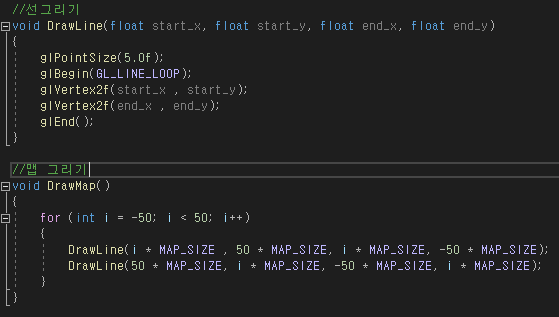 //선그리기
void DrawLine(float start_x, float start_y, float end_x, float end_y)
{
glPointSize(5.0f);
glBegin(GL_LINE_LOOP);
glVertex2f(start_x , start_y);
glVertex2f(end_x , end_y);
glEnd();
}
//맵 그리기
void DrawMap()
{
for (int i = -50; i < 50; i++)
{
DrawLine(i * MAP_SIZE , 50 * MAP_SIZE, i * MAP_SIZE, -50 * MAP_SIZE);
DrawLine(50 * MAP_SIZE, i * MAP_SIZE, -50 * MAP_SIZE, i * MAP_SIZE);
}
}